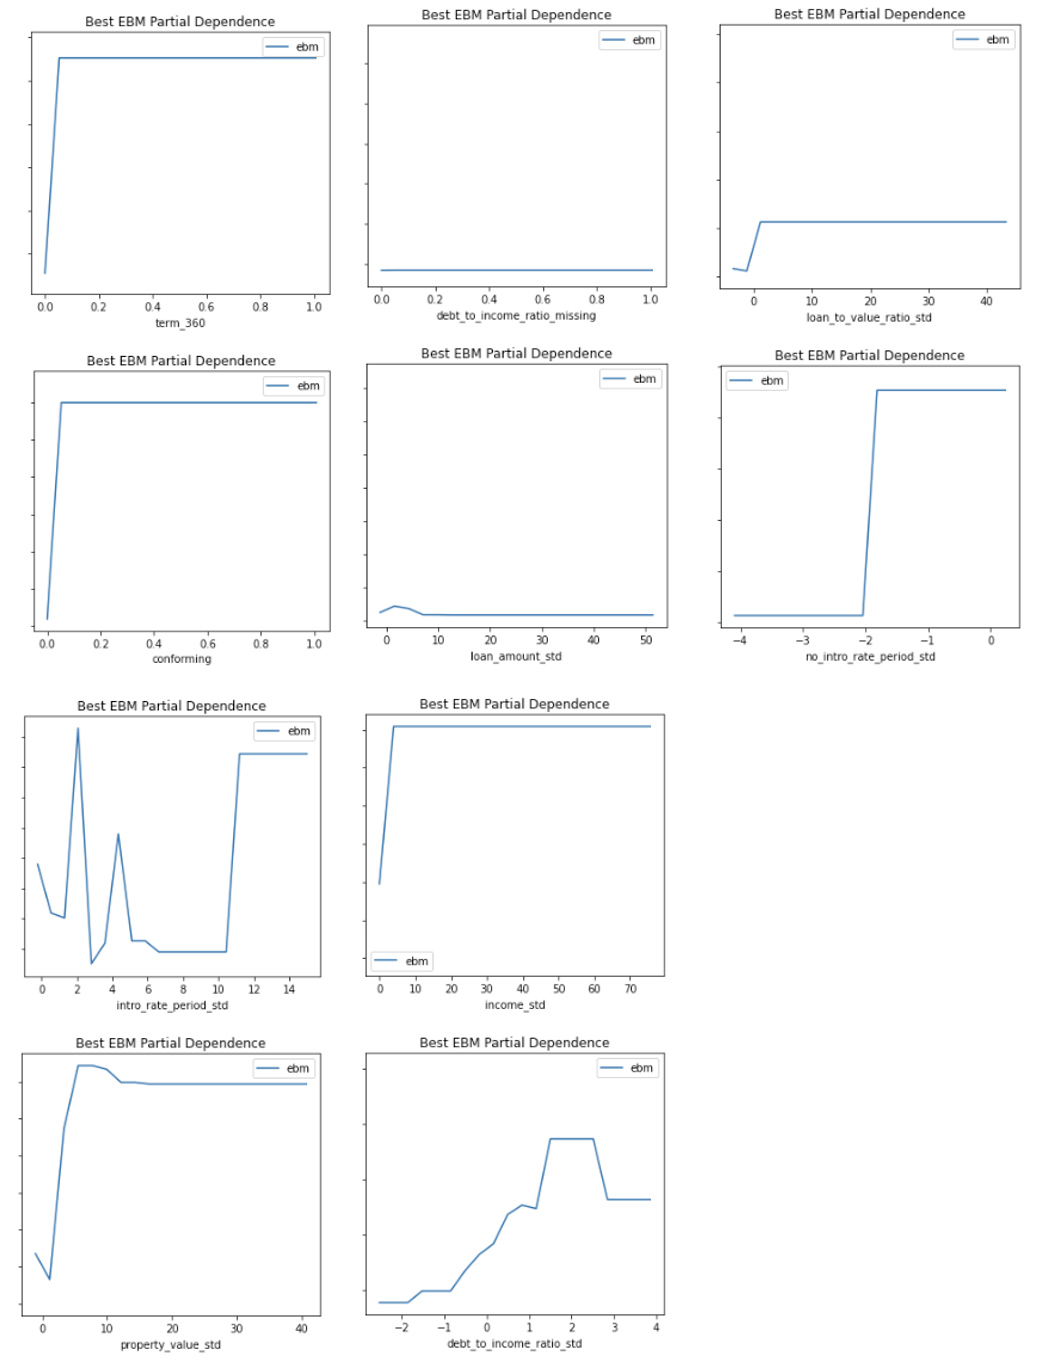 Best EBM Partial Dependence
ebm
0.0 0.2 0.4 0.6 0.8 1.0
term_360
Best EBM Partial Dependence
ebm
0.0 0.2 0.4 0.6 0.8 1.0
debt_to_income_ratio_missing
Best EBM Partial Dependence
ebm
0 10 20 30 40
loan_to_value_ratio_std
Best EBM Partial Dependence
ebm
0.0 0.2 0.4 0.6 0.8 1.0
conforming
Best EBM Partial Dependence
ebm
0 10 20 30 40 50
loan_amount_std
Best EBM Partial Dependence
ebm
−4 −3 −2 −1 0
no_intro_rate_period_std
Best EBM Partial Dependence
ebm
0 2 4 6 8 10 12 14
intro_rate_period_std
Best EBM Partial Dependence
ebm
0 10 20 30 40 50 60 70
income_std
Best EBM Partial Dependence
ebm
0 10 20 30 40
property_value_std
Best EBM Partial Dependence
ebm
−2 −1 0 1 2 3 4
debt_to_income_ratio_std